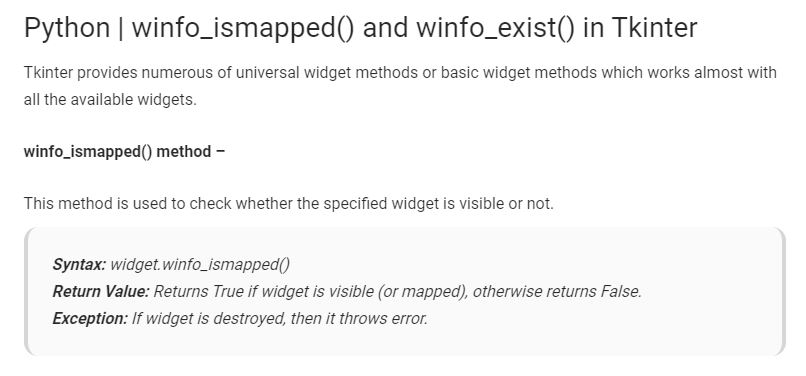 Python | winfo_ismapped() and winfo_exist() in Tkinter
Tkinter provides numerous of universal widget methods or basic widget methods which works almost with
all the available widgets.
winfo_ismapped() method –
This method is used to check whether the specified widget is visible or not.
Syntax: widget.winfo_ismapped()
Return Value: Returns True if widget is visible (or mapped), otherwise returns False.
Exception: If widget is destroyed, then it throws error.